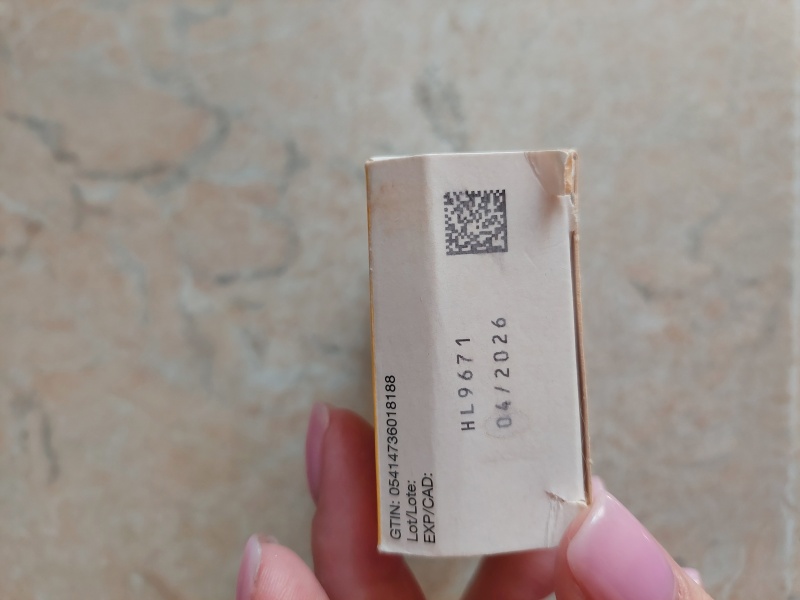 GTIN: 05414736018188
Lot/Lote:
EXP/CAD:
HL9671
04/2026